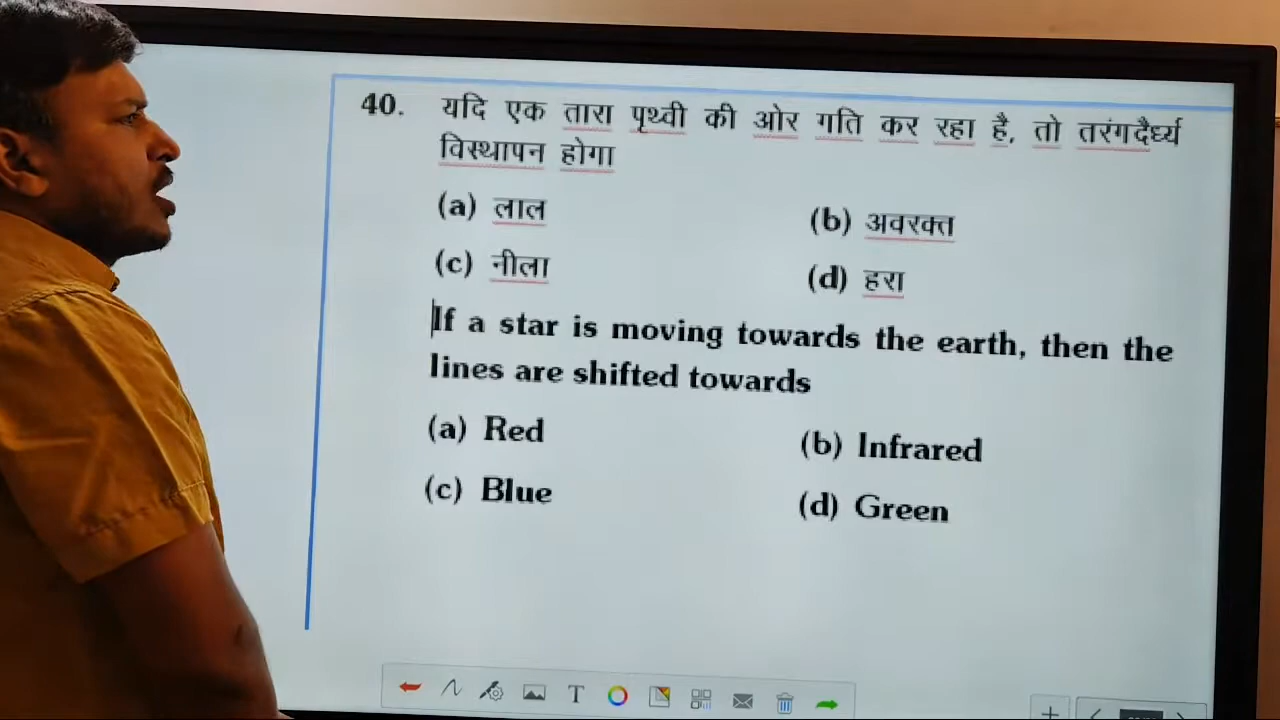 40. यदि एक तारा पृथ्वी की ओर गति कर रहा है, तो तरंगदैर्ध्य
विस्थापन होगा
(a) लाल (b) अवरक्त
(c) नीला (d) हरा
If a star is moving towards the earth, then the
lines are shifted towards
(a) Red (b) Infrared
(c) Blue (d) Green
T